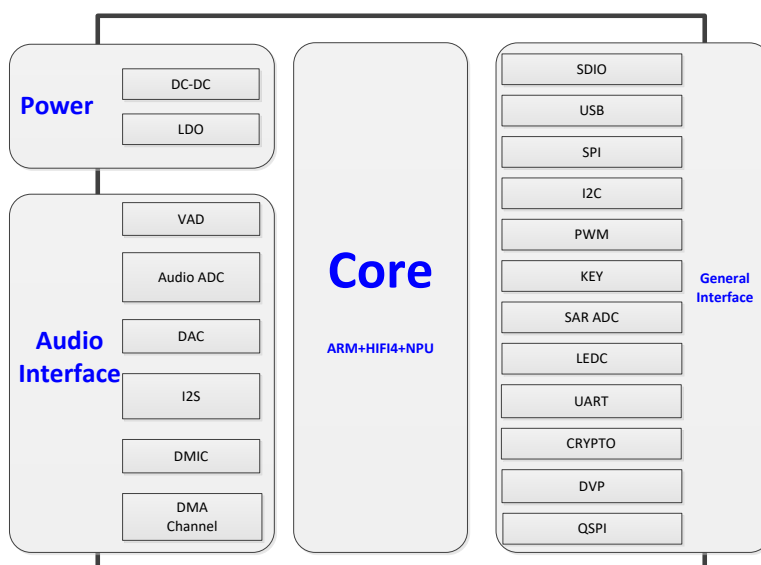 Power
DC-DC
LDO
Audio
Interface
VAD
Audio ADC
DAC
I2S
DMIC
DMA
Channel
Core
ARM+HIFI4+NPU
SDIO
USB
SPI
I2C
PWM
KEY
SAR ADC
LEDC
UART
CRYPTO
DVP
QSPI
General
Interface